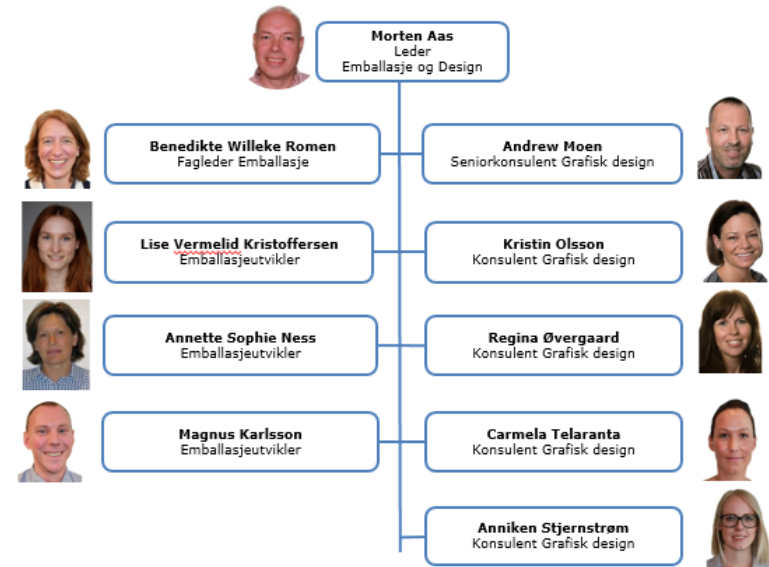 Morten Aas
Leder
Emballasje og Design
Benedikte Willeke Romen
Fagleder Emballasje
Andrew Moen
Seniorkonsulent Grafisk design
Lise Vermelid Kristoffersen
Emballasjeutvikler
Kristin Olsson
Konsulent Grafisk design
Annette Sophie Ness
Emballasjeutvikler
Regina Øvergaard
Konsulent Grafisk design
Magnus Karlsson
Emballasjeutvikler
Carmela Telaranta
Konsulent Grafisk design
Anniken Stjernstrøm
Konsulent Grafisk design